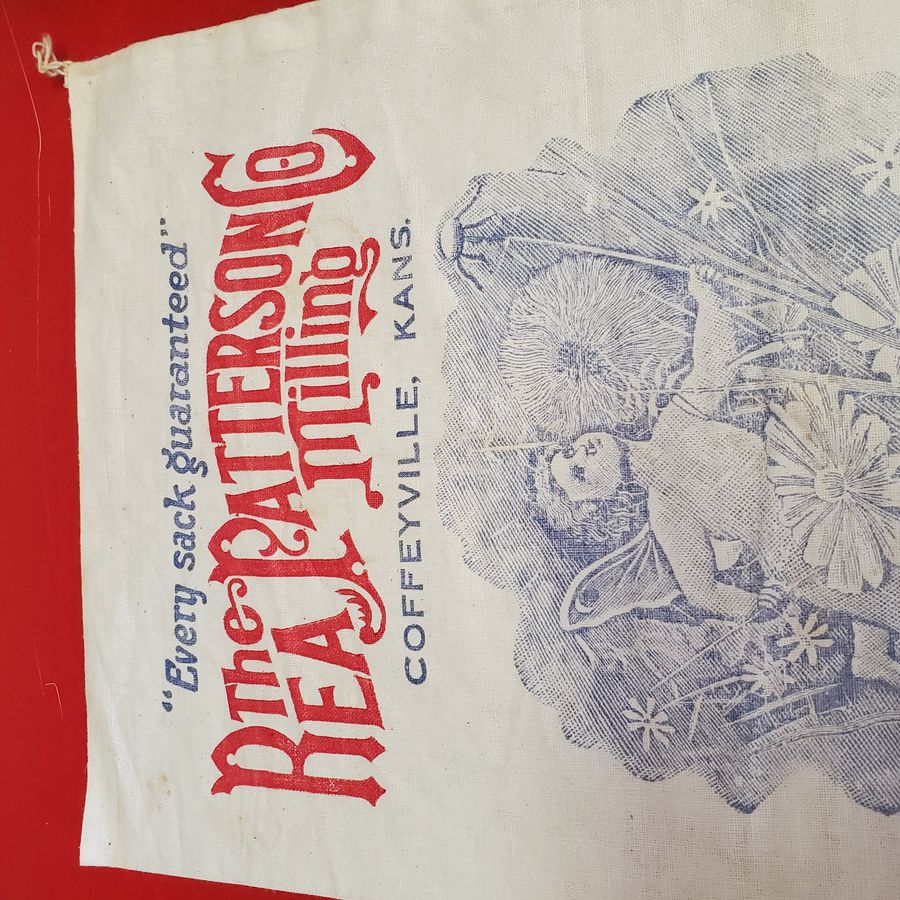 "Every sack guaranteed"
The
REA PATTERSON
Milling Co
COFFEYVILLE, KANS.